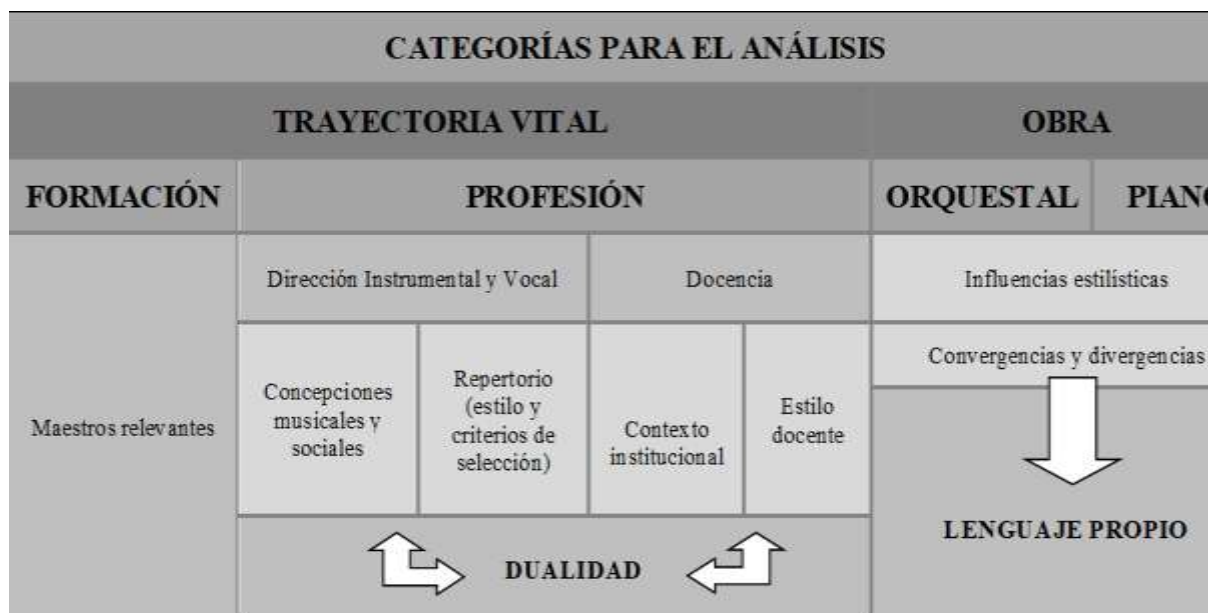 CATEGORÍAS PARA EL ANÁLISIS
TRAYECTORIA VITAL
OBRA
FORMACIÓN
PROFESIÓN
ORQUESTAL
PIANO
Dirección Instrumental y Vocal
Docencia
Influencias estilísticas
Convergencias y divergencias
Maestros relevantes
Concepciones
musicales y
sociales
Repertorio
(estilo y
criterios de
selección)
Contexto
institucional
Estilo
docente
LENGUAJE PROPIO
DUALIDAD